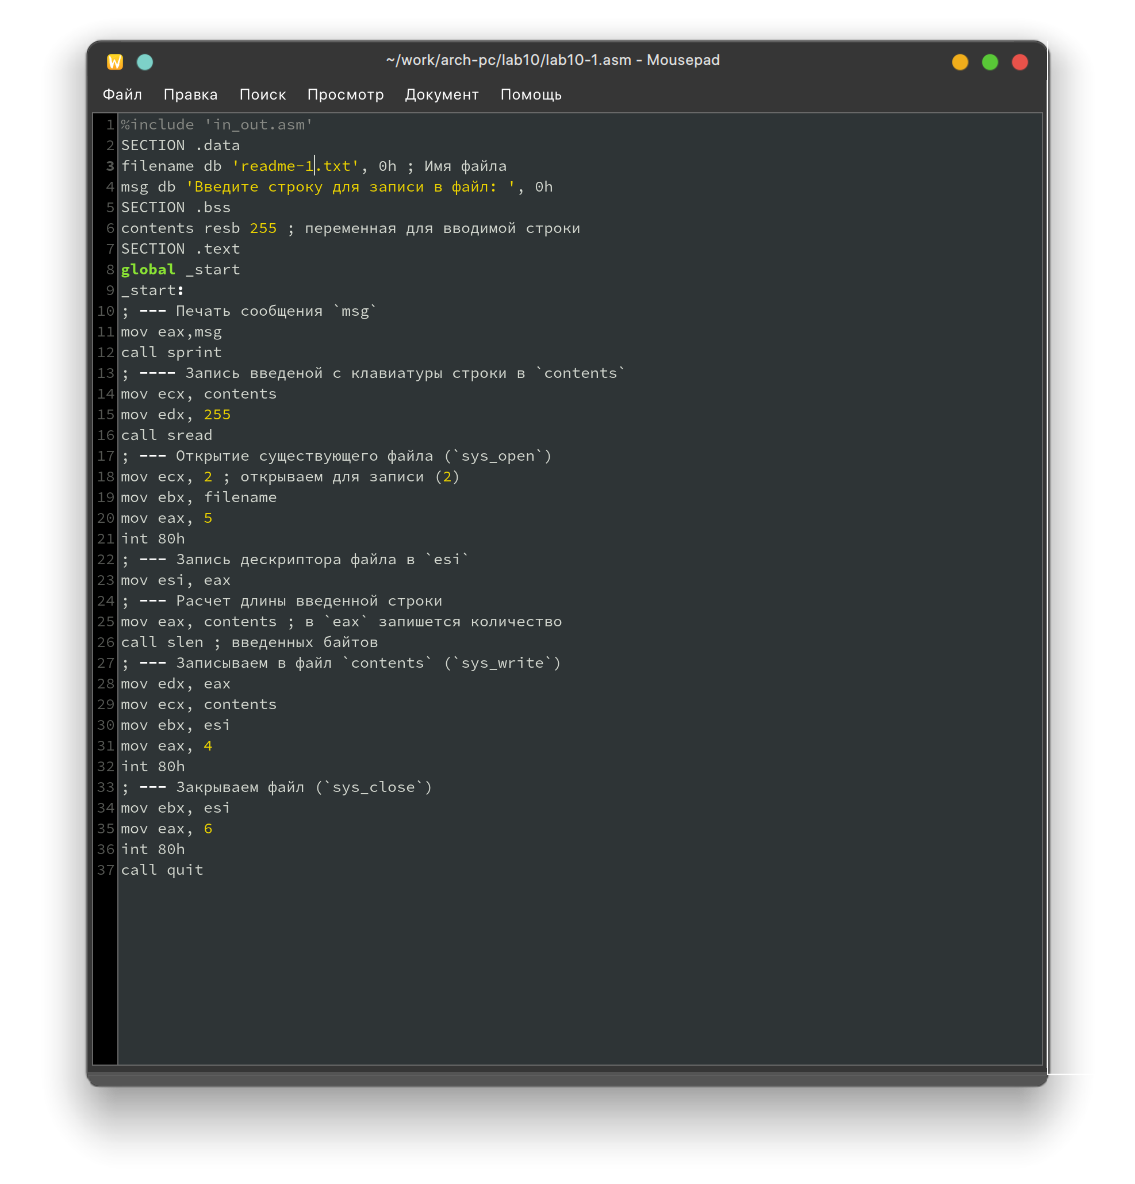 ~/work/arch-pc/lab10/lab10-1.asm - Mousepad
Файл Правка Поиск Просмотр Документ Помощь
1 %include 'in_out.asm'
2 SECTION .data
3 filename db 'readme-1.txt', 0h ; Имя файла
4 msg db 'Введите строку для записи в файл: ', 0h
5 SECTION .bss
6 contents resb 255 ; переменная для вводимой строки
7 SECTION .text
8 global _start
9 _start:
10 ; --- Печать сообщения `msg`
11 mov eax,msg
12 call sprint
13 ; ---- Запись введеной с клавиатуры строки в `contents`
14 mov ecx, contents
15 mov edx, 255
16 call sread
17 ; --- Открытие существующего файла (`sys_open`)
18 mov ecx, 2 ; открываем для записи (2)
19 mov ebx, filename
20 mov eax, 5
21 int 80h
22 ; --- Запись дескриптора файла в `esi`
23 mov esi, eax
24 ; --- Расчет длины введенной строки
25 mov eax, contents ; в `eax` запишется количество
26 call slen ; введенных байтов
27 ; --- Записываем в файл `contents` (`sys_write`)
28 mov edx, eax
29 mov ecx, contents
30 mov ebx, esi
31 mov eax, 4
32 int 80h
33 ; --- Закрываем файл (`sys_close`)
34 mov ebx, esi
35 mov eax, 6
36 int 80h
37 call quit